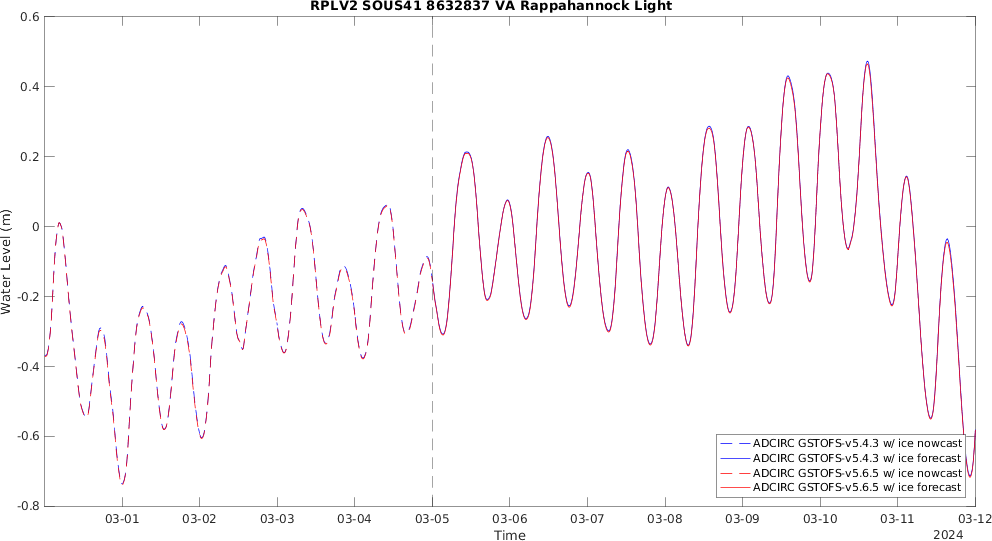 RPLV2 SOUS41 8632837 VA Rappahannock Light
0.6
0.4
0.2
0
-0.2
-0.4
-0.6
-0.8
Water Level (m)
ADCIRC GSTOFS-v5.4.3 w/ ice nowcast
ADCIRC GSTOFS-v5.4.3 w/ ice forecast
ADCIRC GSTOFS-v5.6.5 w/ ice nowcast
ADCIRC GSTOFS-v5.6.5 w/ ice forecast
03-01 03-02 03-03 03-04 03-05 03-06 03-07 03-08 03-09 03-10 03-11 03-12
Time
2024